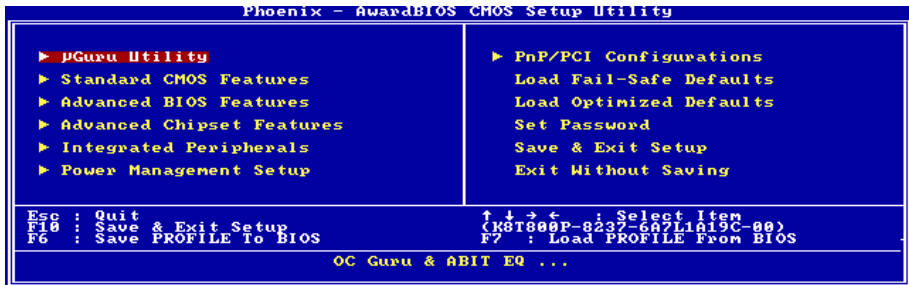 Phoenix - AwardBIOS CMOS Setup Utility
µGuru Utility
Standard CMOS Features
Advanced BIOS Features
Advanced Chipset Features
Integrated Peripherals
Power Management Setup
PnP/PCI Configurations
Load Fail-Safe Defaults
Load Optimized Defaults
Set Password
Save & Exit Setup
Exit Without Saving
Esc : Quit
F10 : Save & Exit Setup
F6 : Save PROFILE To BIOS
↑ ↓ → ← : Select Item
(K8T800P-8237-6A7L1A19C-00)
F7 : Load PROFILE From BIOS
OC Guru & ABIT EQ ...